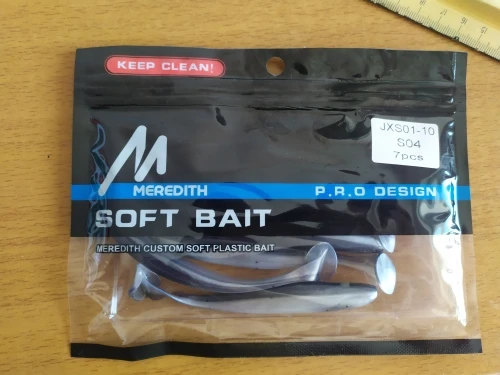 KEEP CLEAN!
JXS01-10
S04
7pcs
M
MEREDITH
P.R.O DESIGN
SOFT BAIT
MEREDITH CUSTOM SOFT PLASTIC BAIT